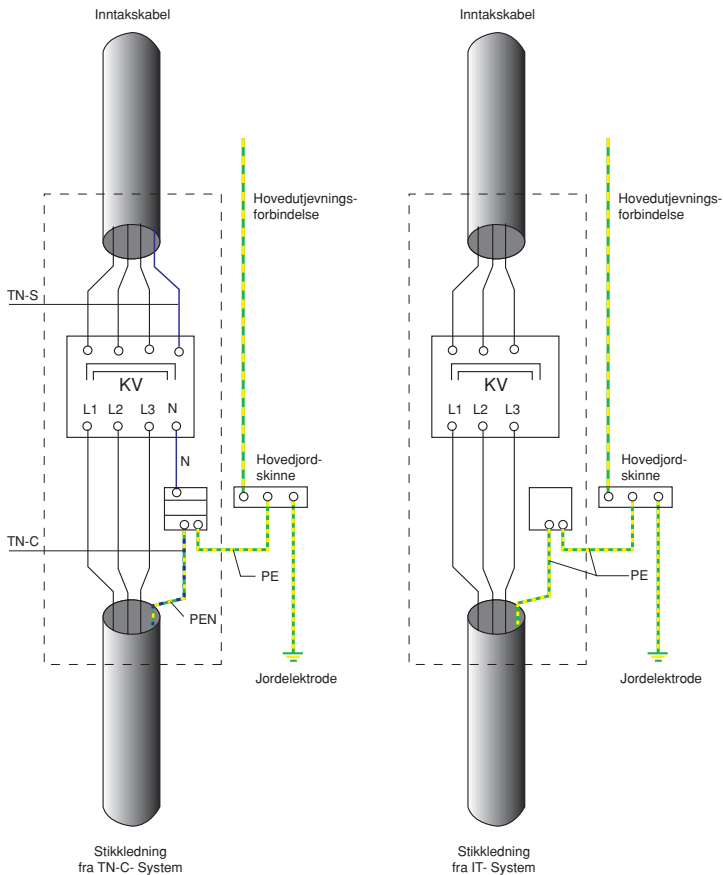 Inntakskabel
Hovedutjevnings-
forbindelse
TN-S
KV
L1 L2 L3 N
N
Hovedjord-
skinne
TN-C
PE
PEN
Jordelektrode
Stikkledning
fra TN-C- System
Inntakskabel
Hovedutjevnings-
forbindelse
KV
L1 L2 L3
Hovedjord-
skinne
PE
Jordelektrode
Stikkledning
fra IT- System